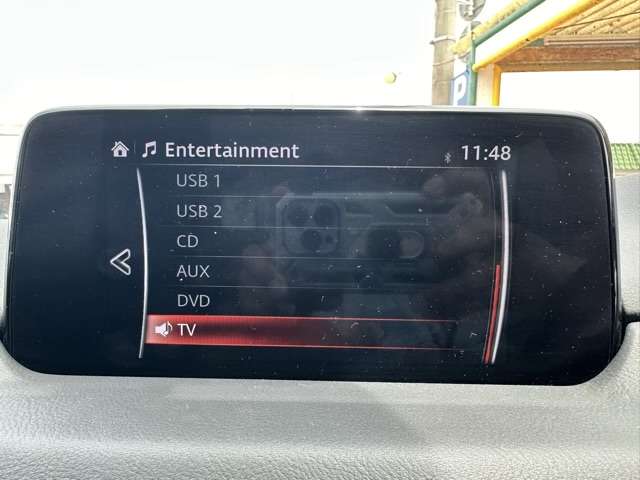 Entertainment 11:48
USB 1
USB 2
CD
AUX
DVD
TV
P